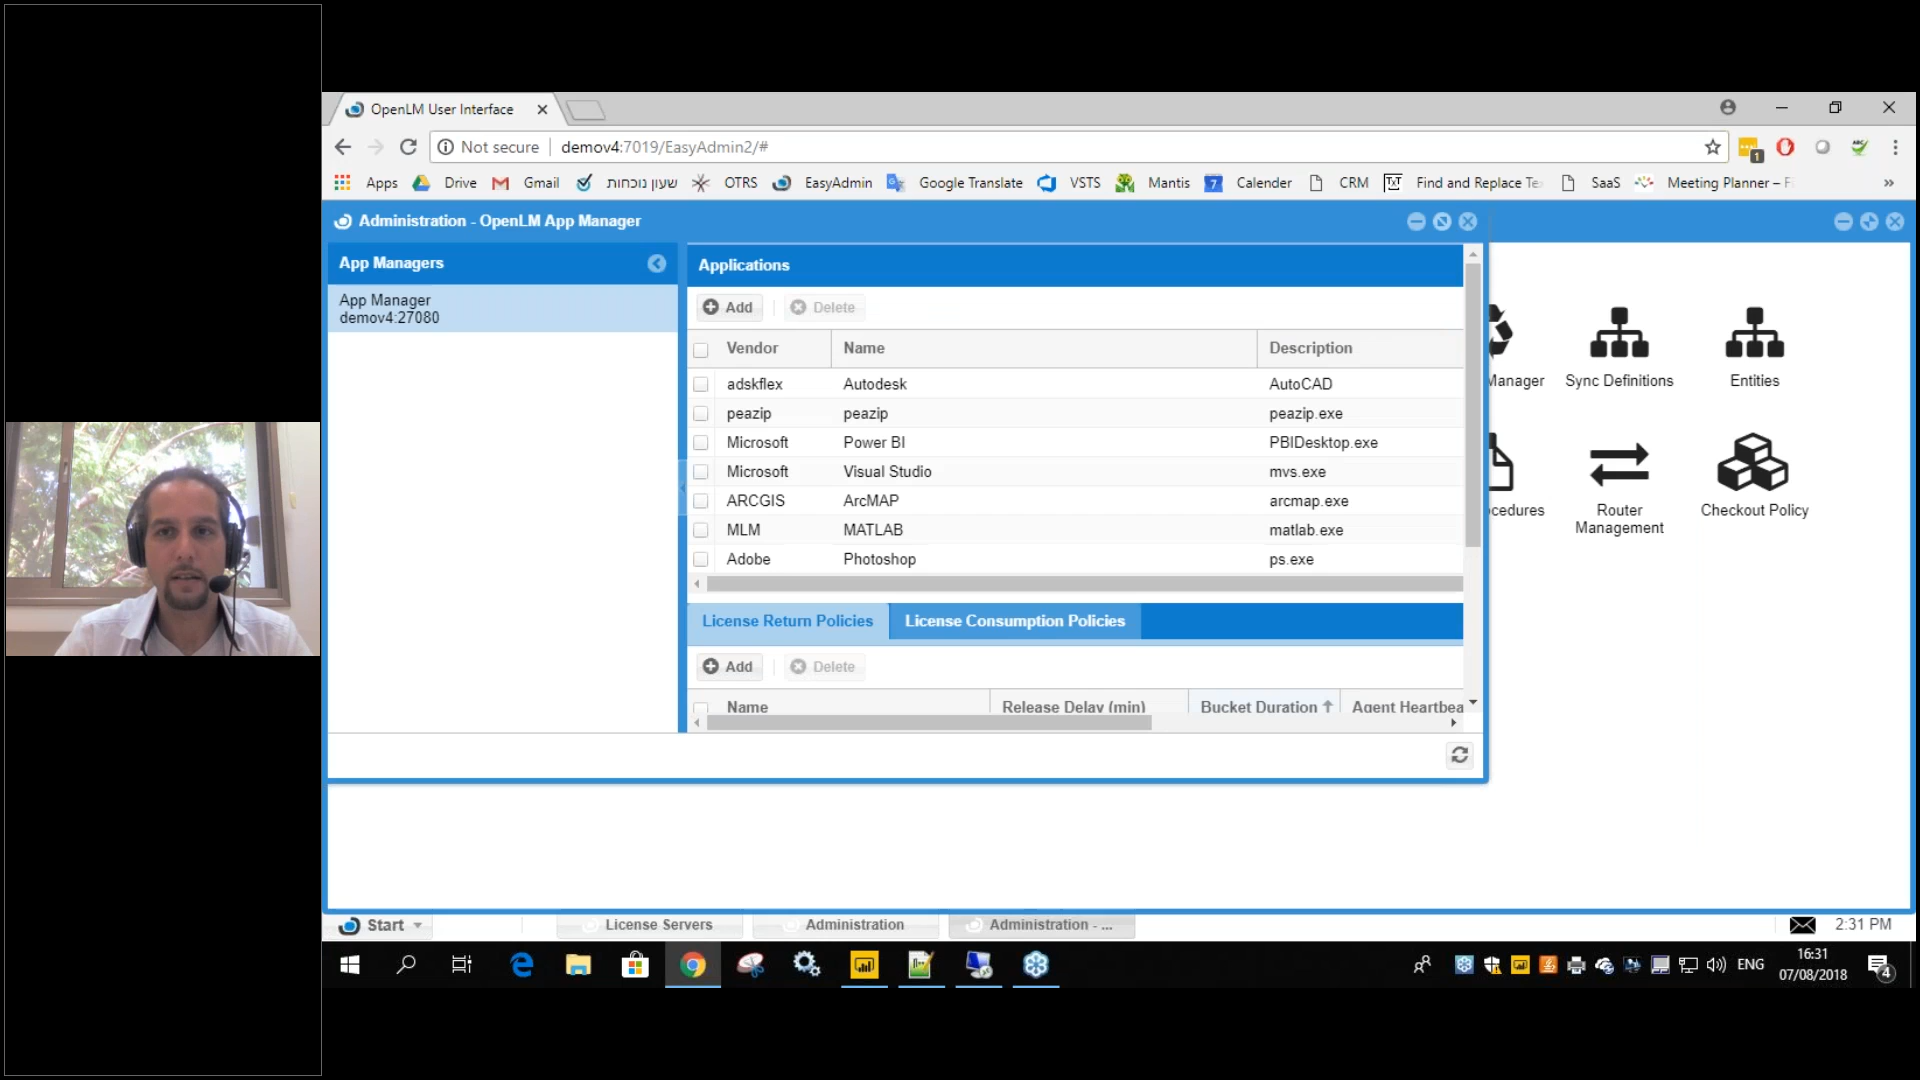 OpenLM User Interface
Not secure
demov4:7019/EasyAdmin2/#
1
Apps
Drive
Gmail
שעון נוכחות
OTRS
EasyAdmin
Google Translate
VSTS
Mantis
7
Calender
CRM
TXT
Find and Replace Te
SaaS
Meeting Planner – F
»
Administration - OpenLM App Manager
App Managers
App Manager
demov4:27080
Applications
Add
Delete
Vendor
Name
Description
adskflex
Autodesk
AutoCAD
peazip
peazip
peazip.exe
Microsoft
Power BI
PBIDesktop.exe
Microsoft
Visual Studio
mvs.exe
ARCGIS
ArcMAP
arcmap.exe
MLM
MATLAB
matlab.exe
Adobe
Photoshop
ps.exe
License Return Policies
License Consumption Policies
Add
Delete
Name
Release Delay (min)
Bucket Duration
Agent Heartbea
Manager
Sync Definitions
Entities
ocedures
Router
Management
Checkout Policy
Start
License Servers
Administration
Administration - ...
2:31 PM
ENG
16:31
07/08/2018
4